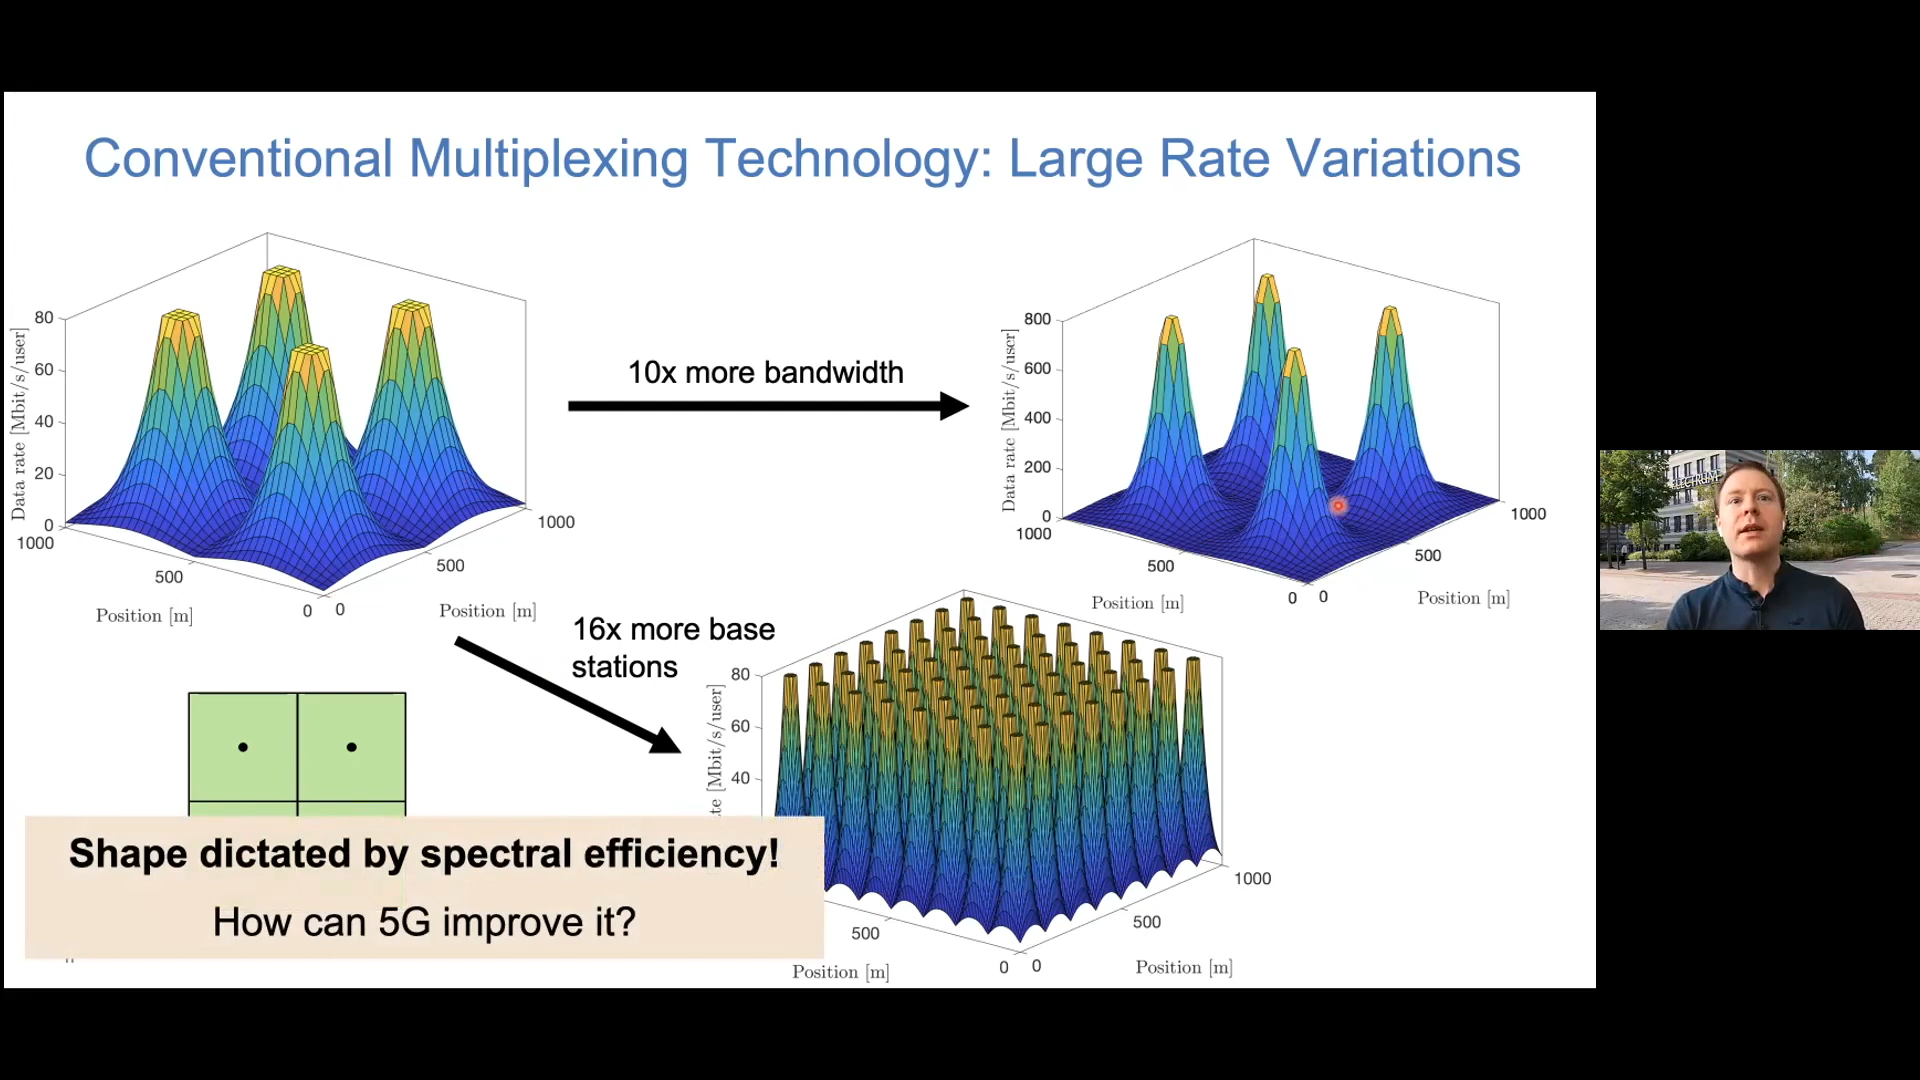 Conventional Multiplexing Technology: Large Rate Variations
80
60
40
20
0
Data rate [Mbit/s/user]
1000
500
0
Position [m]
0
500
1000
Position [m]
10x more bandwidth
800
600
400
200
0
Data rate [Mbit/s/user]
1000
500
0
Position [m]
0
500
1000
Position [m]
16x more base
stations
80
60
40
[Mbit/s/user]
500
0
Position [m]
0
500
1000
Position [m]
Shape dictated by spectral efficiency!
How can 5G improve it?